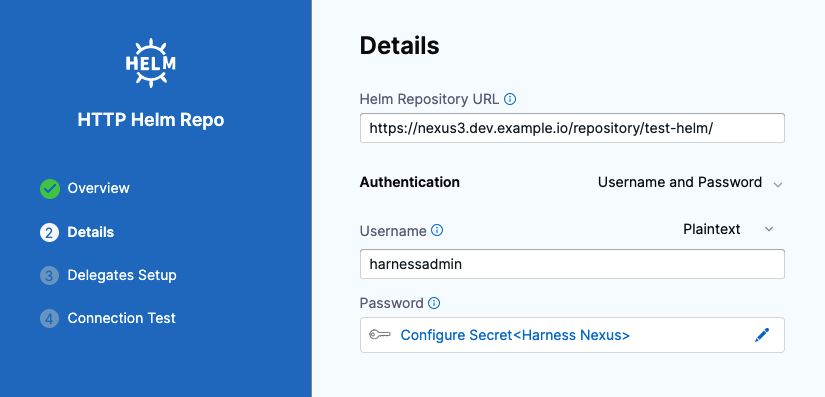 HELM
HTTP Helm Repo
Overview
2 Details
3 Delegates Setup
4 Connection Test
Details
Helm Repository URL
https://nexus3.dev.example.io/repository/test-helm/
Authentication Username and Password
Username Plaintext
harnessadmin
Password
Configure Secret<Harness Nexus>